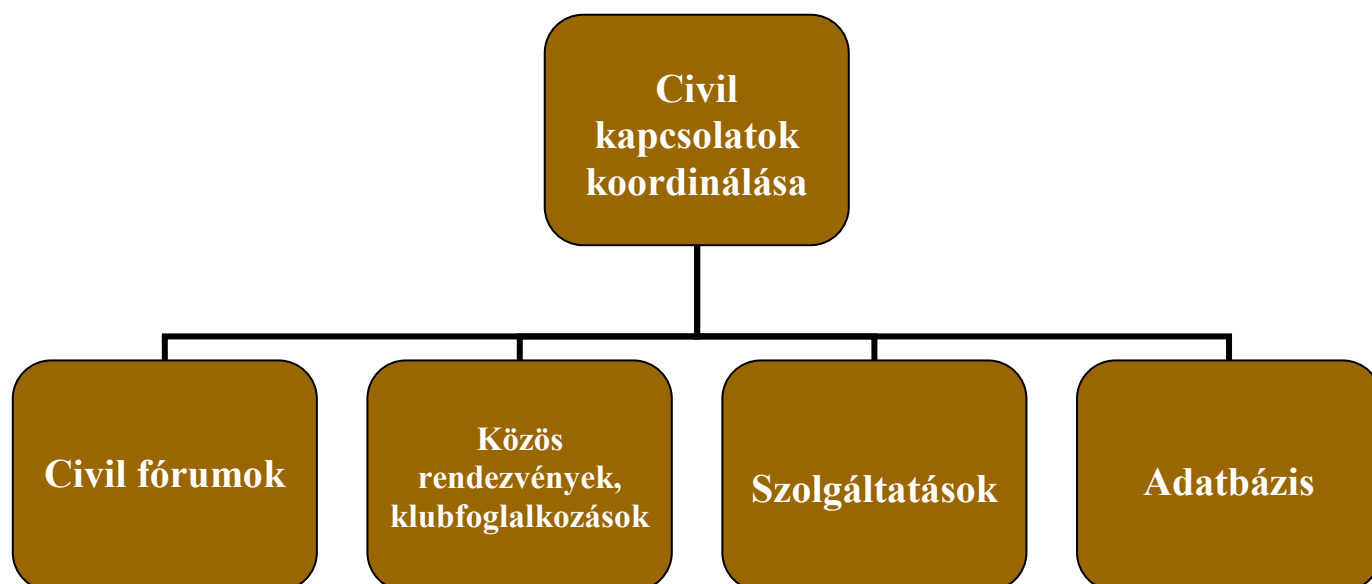 Civil
kapcsolatok
koordinálása
Civil fórumok
Közös
rendezvények,
klubfoglalkozások
Szolgáltatások
Adatbázis